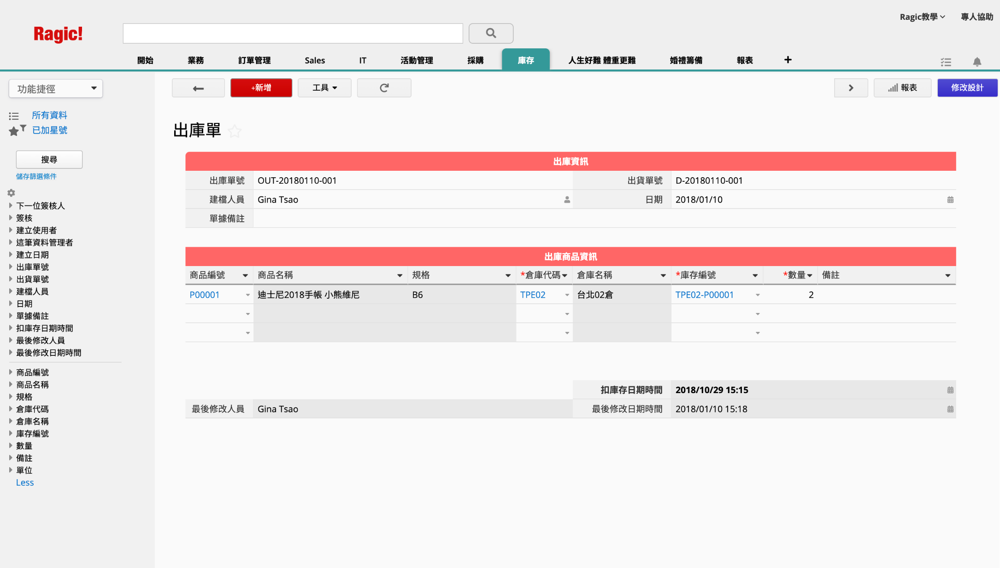 Ragic教學
專人協助
Ragic!
開始
業務
訂單管理
Sales
IT
活動管理
採購
庫存
人生好難 體重更難
婚禮籌備
報表
+
功能捷徑
+新增
工具
報表
修改設計
所有資料
已加星號
搜尋
儲存篩選條件
下一位簽核人
簽核
建立使用者
這筆資料管理者
建立日期
出庫單號
出貨單號
建檔人員
日期
單據備註
扣庫存日期時間
最後修改人員
最後修改日期時間
商品編號
商品名稱
規格
倉庫代碼
倉庫名稱
庫存編號
數量
備註
單位
Less
出庫單
出庫資訊
出庫單號 OUT-20180110-001 出貨單號 D-20180110-001
建檔人員 Gina Tsao 日期 2018/01/10
單據備註
出庫商品資訊
商品編號 商品名稱 規格 *倉庫代碼 倉庫名稱 *庫存編號 *數量 備註
P00001 迪士尼2018手帳 小熊維尼 B6 TPE02 台北02倉 TPE02-P00001 2
扣庫存日期時間 2018/10/29 15:15
最後修改人員 Gina Tsao 最後修改日期時間 2018/01/10 15:18